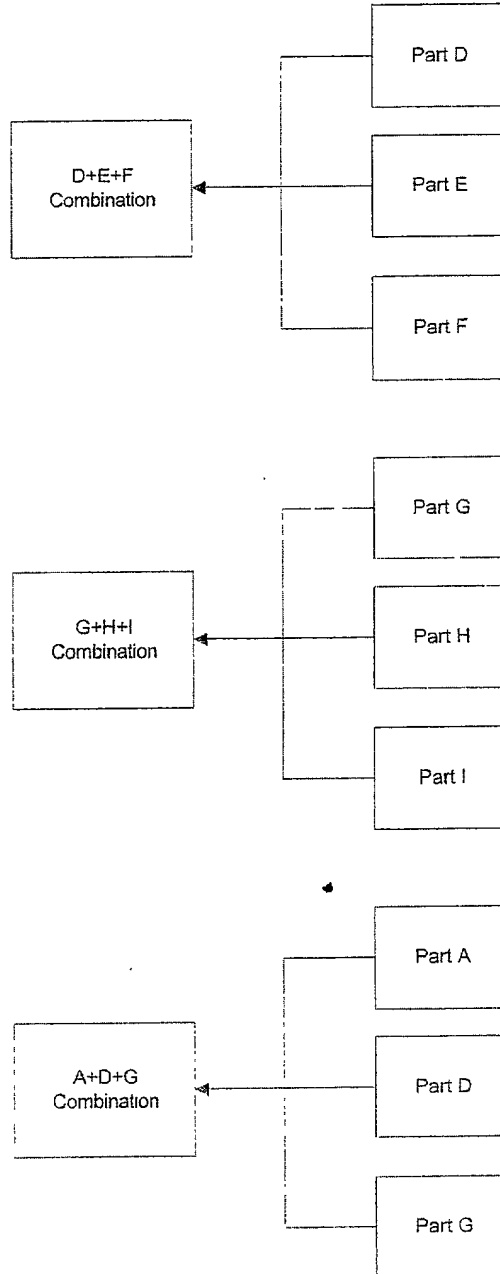 Part D
D+E+F
Combination
Part E
Part F
Part G
G+H+I
Combination
Part H
Part I
Part A
A+D+G
Combination
Part D
Part G